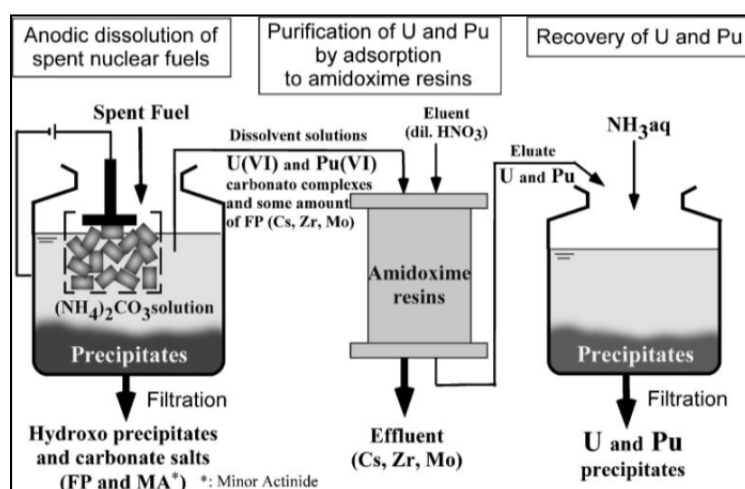 Anodic dissolution of
spent nuclear fuels
Purification of U and Pu
by adsorption
to amidoxime resins
Recovery of U and Pu
Spent Fuel
(NH4)2CO3solution
Precipitates
Filtration
Hydroxo precipitates
and carbonate salts
(FP and MA*)
*: Minor Actinide
Dissolvent solutions
U(VI) and Pu(VI)
carbonato complexes
and some amount
of FP (Cs, Zr, Mo)
Eluent
(dil. HNO3)
Amidoxime
resins
Effluent
(Cs, Zr, Mo)
Eluate
U and Pu
NH3aq
Precipitates
Filtration
U and Pu
precipitates